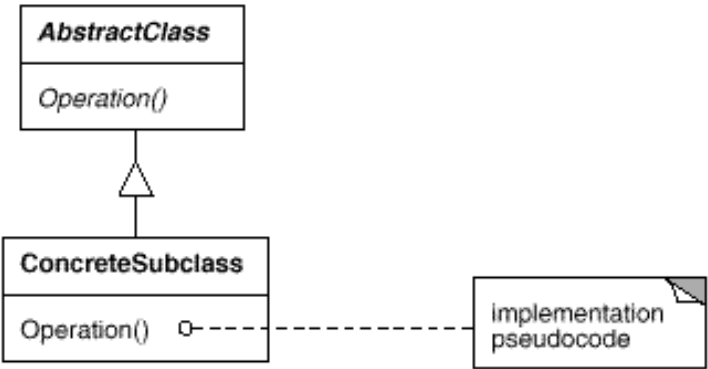 AbstractClass
Operation()
ConcreteSubclass
Operation()
implementation
pseudocode